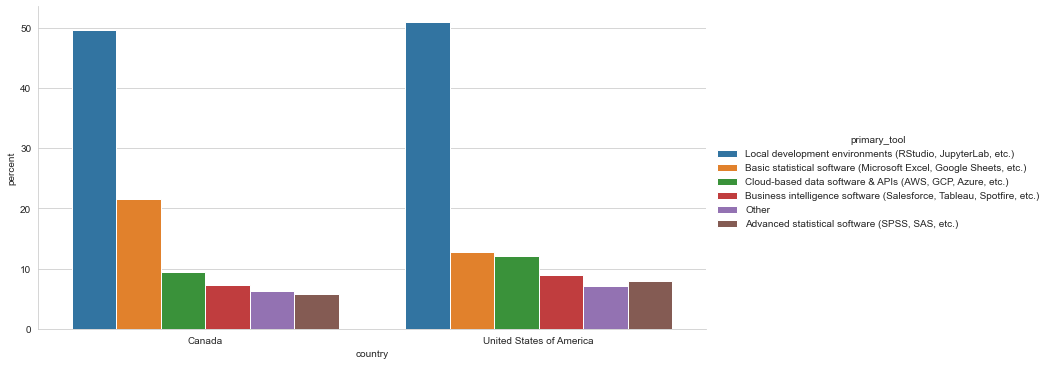 50
40
30
20
10
0
percent
Canada
United States of America
country
primary_tool
Local development environments (RStudio, JupyterLab, etc.)
Basic statistical software (Microsoft Excel, Google Sheets, etc.)
Cloud-based data software & APIs (AWS, GCP, Azure, etc.)
Business intelligence software (Salesforce, Tableau, Spotfire, etc.)
Other
Advanced statistical software (SPSS, SAS, etc.)